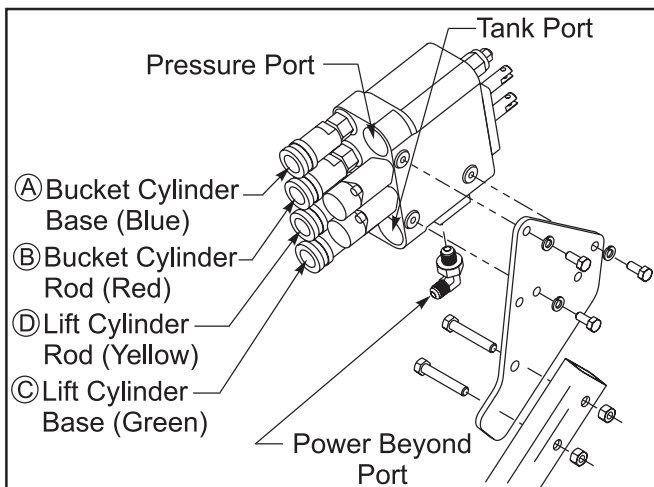 Tank Port
Pressure Port
Ⓐ Bucket Cylinder
Base (Blue)
Ⓑ Bucket Cylinder
Rod (Red)
Ⓓ Lift Cylinder
Rod (Yellow)
Ⓒ Lift Cylinder
Base (Green)
Power Beyond
Port